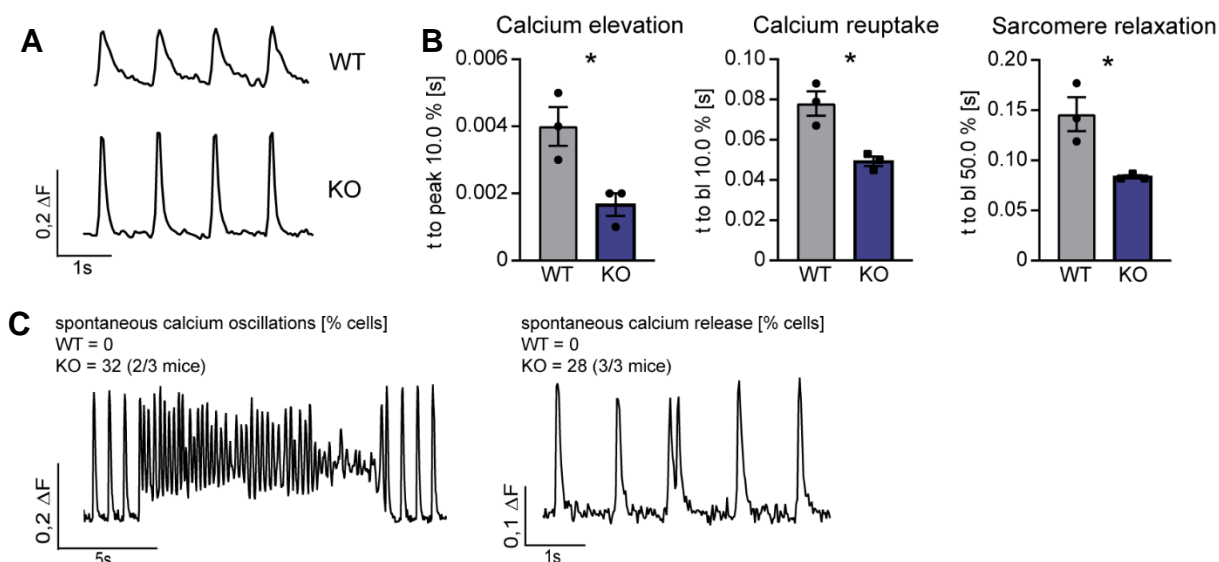 A
WT
KO
0,2 ΔF
1s
B
Calcium elevation
t to peak 10.0 % [s]
0.006
0.004
0.002
0
*
WT KO
Calcium reuptake
t to bl 10.0 % [s]
0.10
0.08
0.06
0.04
0.02
0
*
WT KO
Sarcomere relaxation
t to bl 50.0 % [s]
0.20
0.15
0.10
0.05
0.00
*
WT KO
C
spontaneous calcium oscillations [% cells]
WT = 0
KO = 32 (2/3 mice)
0,2 ΔF
5s
spontaneous calcium release [% cells]
WT = 0
KO = 28 (3/3 mice)
0,1 ΔF
1s